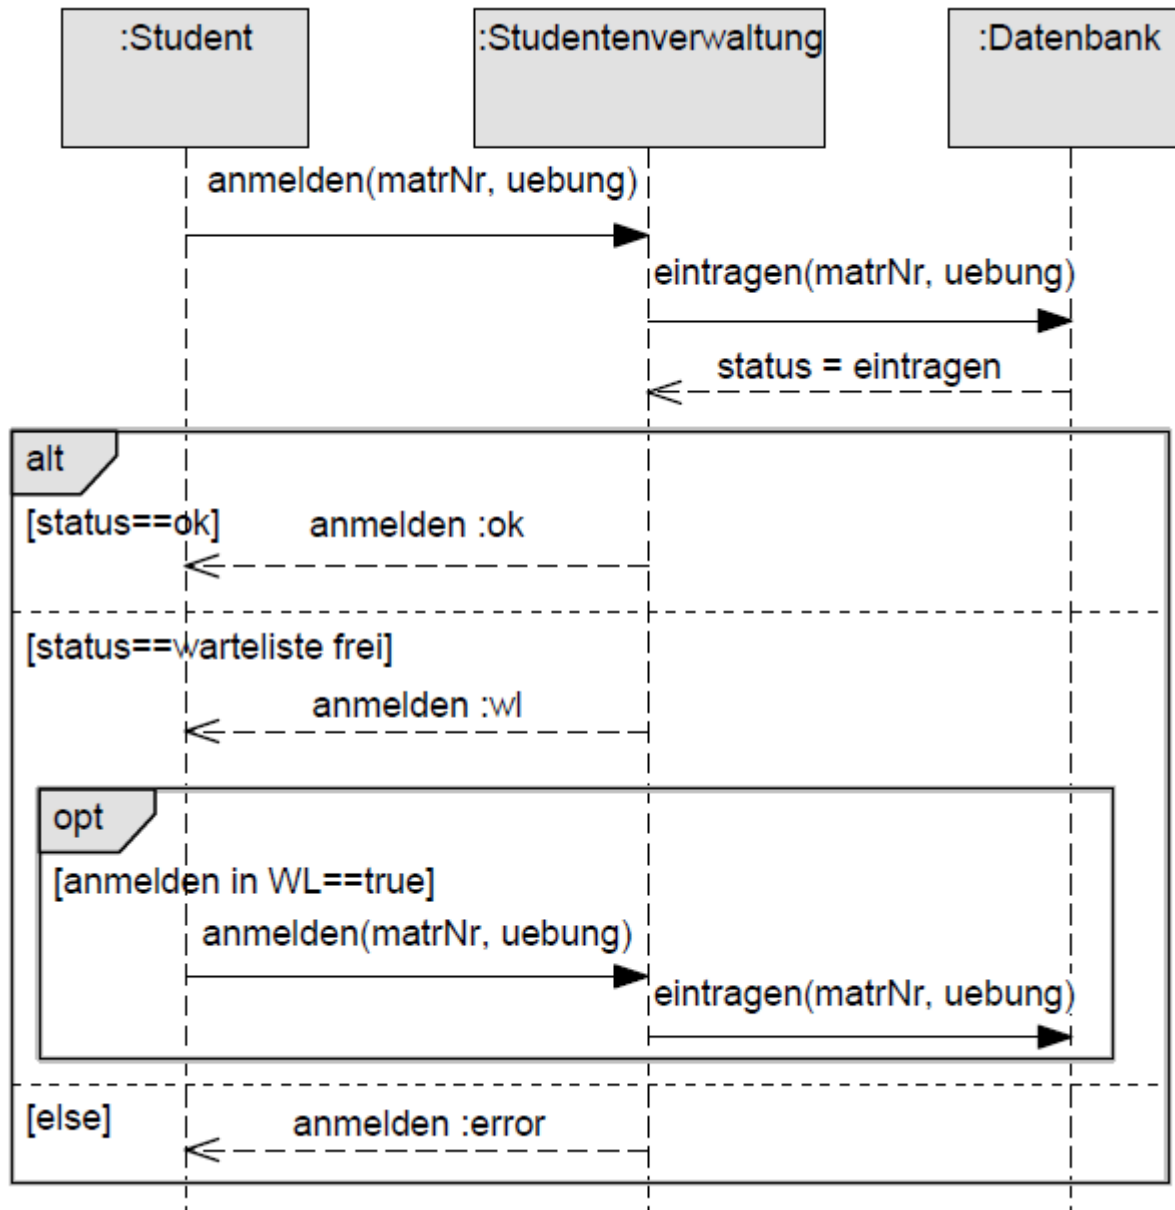 :Student
:Studentenverwaltung
:Datenbank
anmelden(matrNr, uebung)
eintragen(matrNr, uebung)
status = eintragen
alt
[status==ok]
anmelden :ok
[status==warteliste frei]
anmelden :wl
opt
[anmelden in WL==true]
anmelden(matrNr, uebung)
eintragen(matrNr, uebung)
[else]
anmelden :error